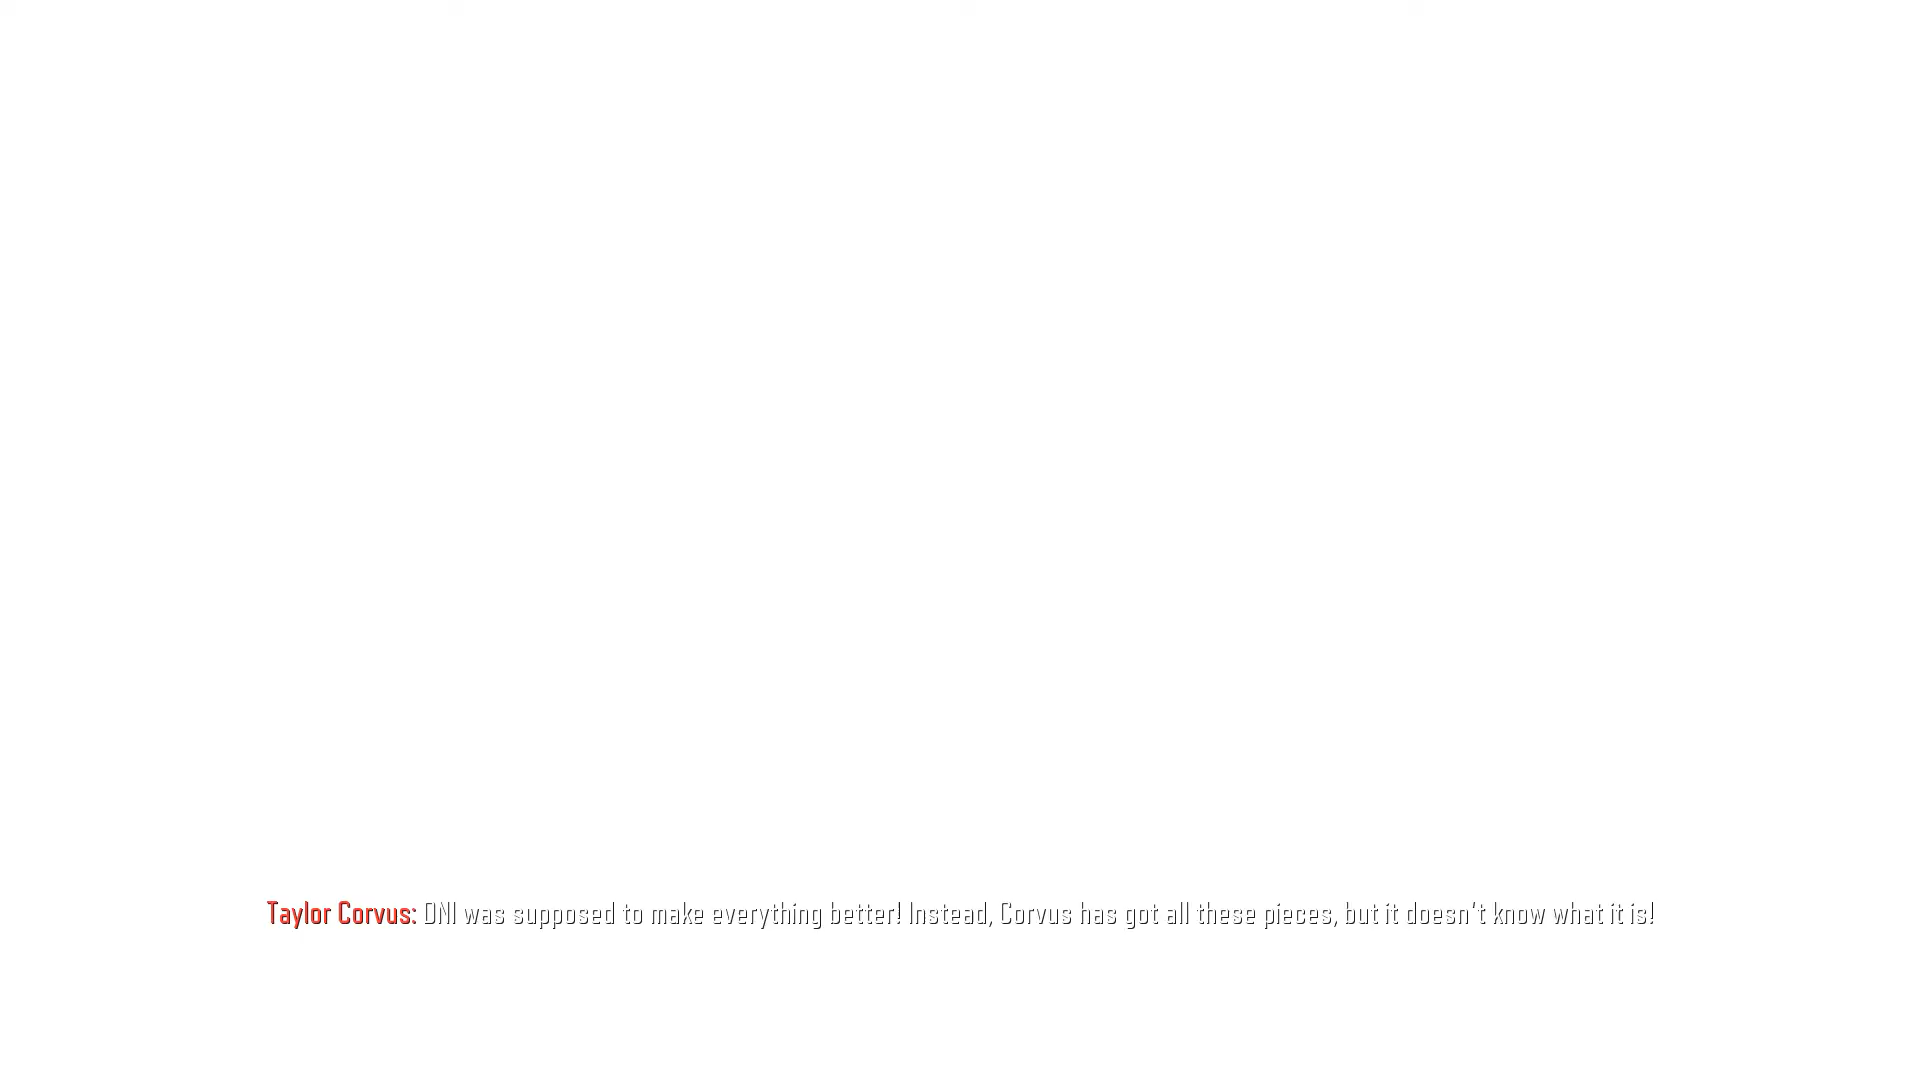 Taylor Corvus: DNI was supposed to make everything better! Instead, Corvus has got all these pieces, but it doesn't know what it is!